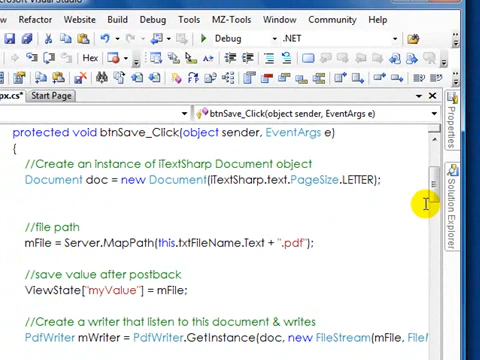 Refactor Window Debug Tools MZ-Tools Window Community Help
Debug .NET
Hex
px.cs* Start Page
btnSave_Click(object sender, EventArgs e)
protected void btnSave_Click(object sender, EventArgs e)
{
//Create an instance of iTextSharp Document object
Document doc = new Document(iTextSharp.text.PageSize.LETTER);
//file path
mFile = Server.MapPath(this.txtFileName.Text + ".pdf");
//save value after postback
ViewState["myValue"] = mFile;
//Create a writer that listen to this document & writes
PdfWriter mWriter = PdfWriter.GetInstance(doc, new FileStream(mFile, File
Properties
Solution Explorer